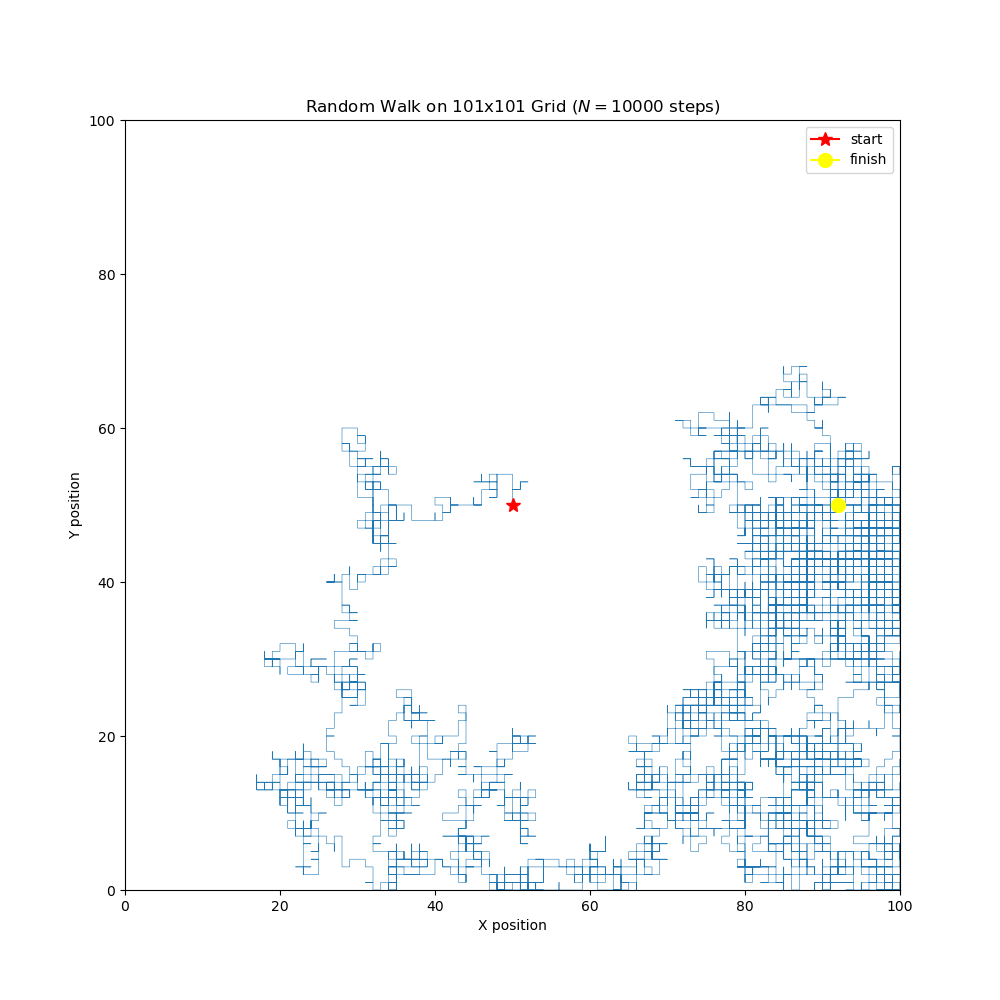 Random Walk on 101x101 Grid (N = 10000 steps)
start
finish
100
80
60
40
20
0
Y position
0 20 40 60 80 100
X position